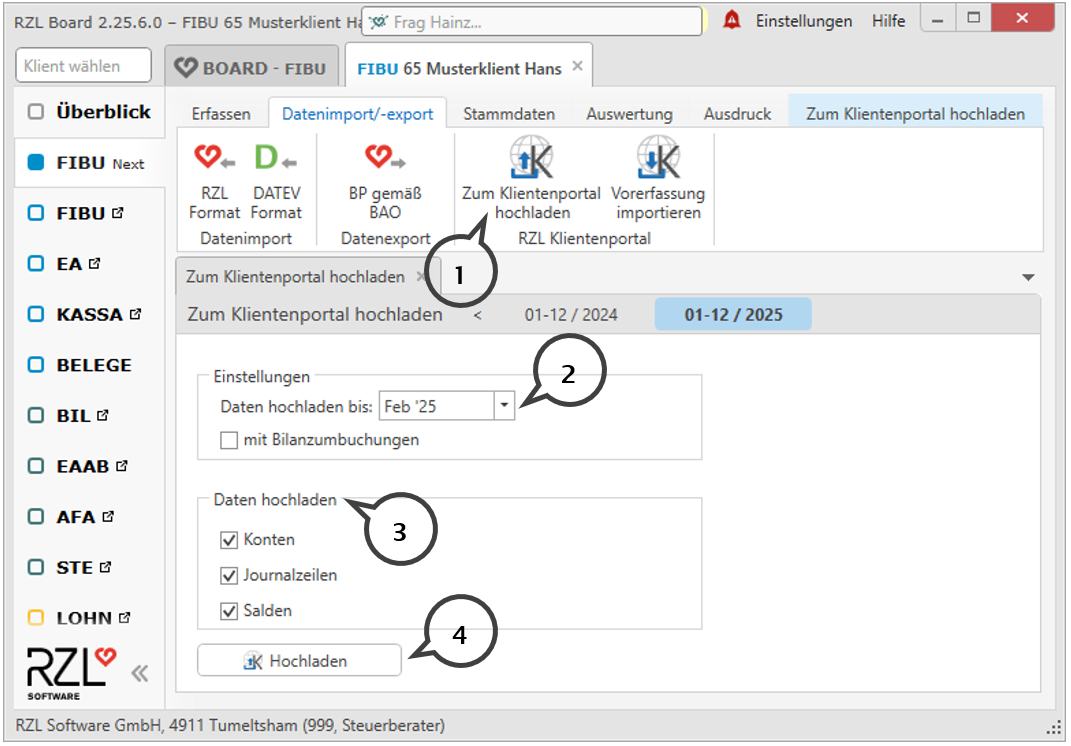 RZL Board 2.25.6.0 – FIBU 65 Musterklient Ha
Frag Hainz...
Einstellungen
Hilfe
Klient wählen
BOARD - FIBU
FIBU 65 Musterklient Hans
Überblick
FIBU Next
FIBU
EA
KASSA
BELEGE
BIL
EAAB
AFA
STE
LOHN
RZL
SOFTWARE
Erfassen
Datenimport/-export
Stammdaten
Auswertung
Ausdruck
Zum Klientenportal hochladen
RZL
Format
D
DATEV
Format
Datenimport
BP gemäß
BAO
Datenexport
K
Zum Klientenportal
hochladen
K
Vorerfassung
importieren
RZL Klientenportal
1
Zum Klientenportal hochladen
Zum Klientenportal hochladen
<
01-12 / 2024
01-12 / 2025
Einstellungen
2
Daten hochladen bis: Feb '25
mit Bilanzumbuchungen
Daten hochladen
3
Konten
Journalzeilen
Salden
4
K Hochladen
RZL Software GmbH, 4911 Tumeltsham (999, Steuerberater)